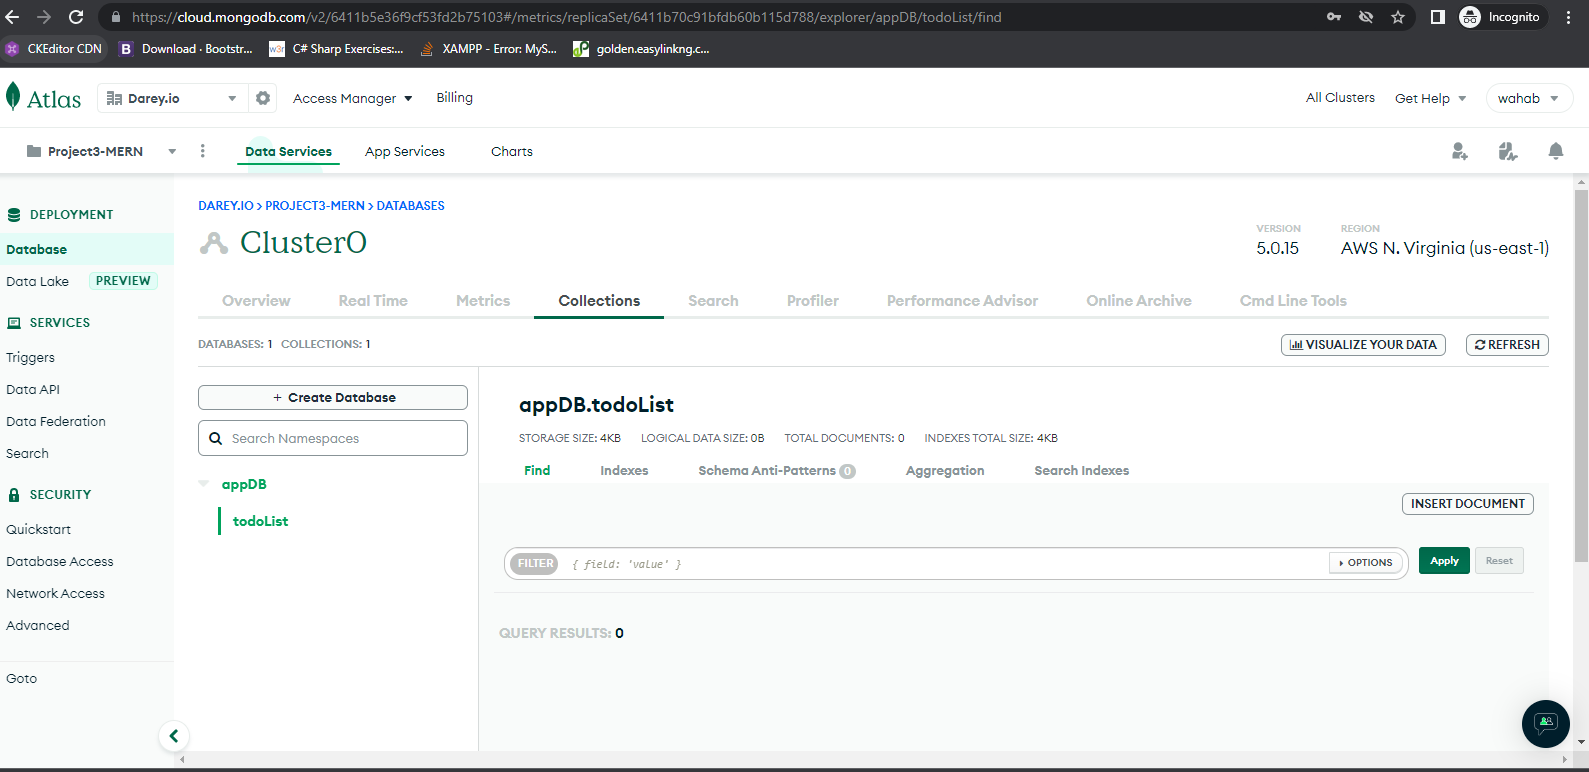 https://cloud.mongodb.com/v2/6411b5e36f9cf53fd2b75103#/metrics/replicaSet/6411b70c91bfdb60b115d788/explorer/appDB/todoList/find
Incognito
CKEditor CDN
B Download · Bootstr...
w3r C# Sharp Exercises:...
XAMPP - Error: MyS...
golden.easylinkng.c...
Atlas
Darey.io
Access Manager
Billing
All Clusters
Get Help
wahab
Project3-MERN
Data Services
App Services
Charts
DEPLOYMENT
Database
Data Lake PREVIEW
SERVICES
Triggers
Data API
Data Federation
Search
SECURITY
Quickstart
Database Access
Network Access
Advanced
Goto
DAREY.IO > PROJECT3-MERN > DATABASES
Cluster0
VERSION
5.0.15
REGION
AWS N. Virginia (us-east-1)
Overview
Real Time
Metrics
Collections
Search
Profiler
Performance Advisor
Online Archive
Cmd Line Tools
DATABASES: 1 COLLECTIONS: 1
VISUALIZE YOUR DATA
REFRESH
+ Create Database
Search Namespaces
appDB
todoList
appDB.todoList
STORAGE SIZE: 4KB LOGICAL DATA SIZE: 0B TOTAL DOCUMENTS: 0 INDEXES TOTAL SIZE: 4KB
Find
Indexes
Schema Anti-Patterns 0
Aggregation
Search Indexes
INSERT DOCUMENT
FILTER { field: 'value' }
OPTIONS
Apply
Reset
QUERY RESULTS: 0